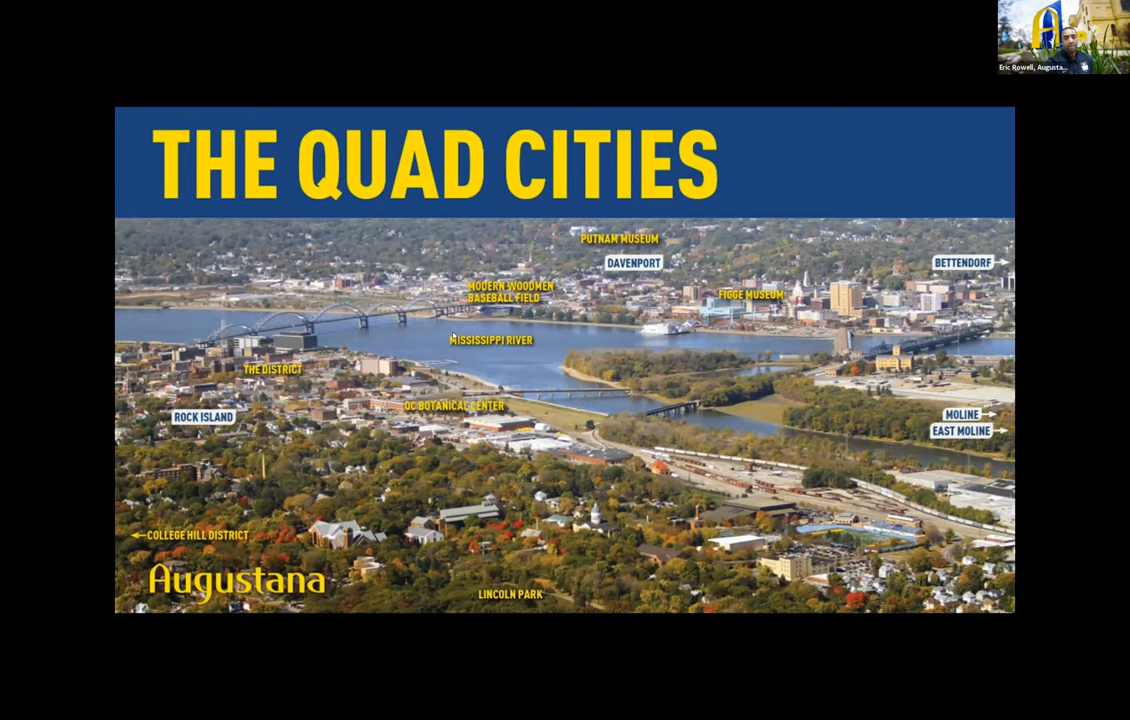 Eric Rowell, Augusta...
THE QUAD CITIES
PUTNAM MUSEUM
DAVENPORT
BETTENDORF
MODERN WOODMEN
BASEBALL FIELD
FIGGE MUSEUM
MISSISSIPPI RIVER
THE DISTRICT
QC BOTANICAL CENTER
ROCK ISLAND
MOLINE
EAST MOLINE
COLLEGE HILL DISTRICT
Augustana
LINCOLN PARK